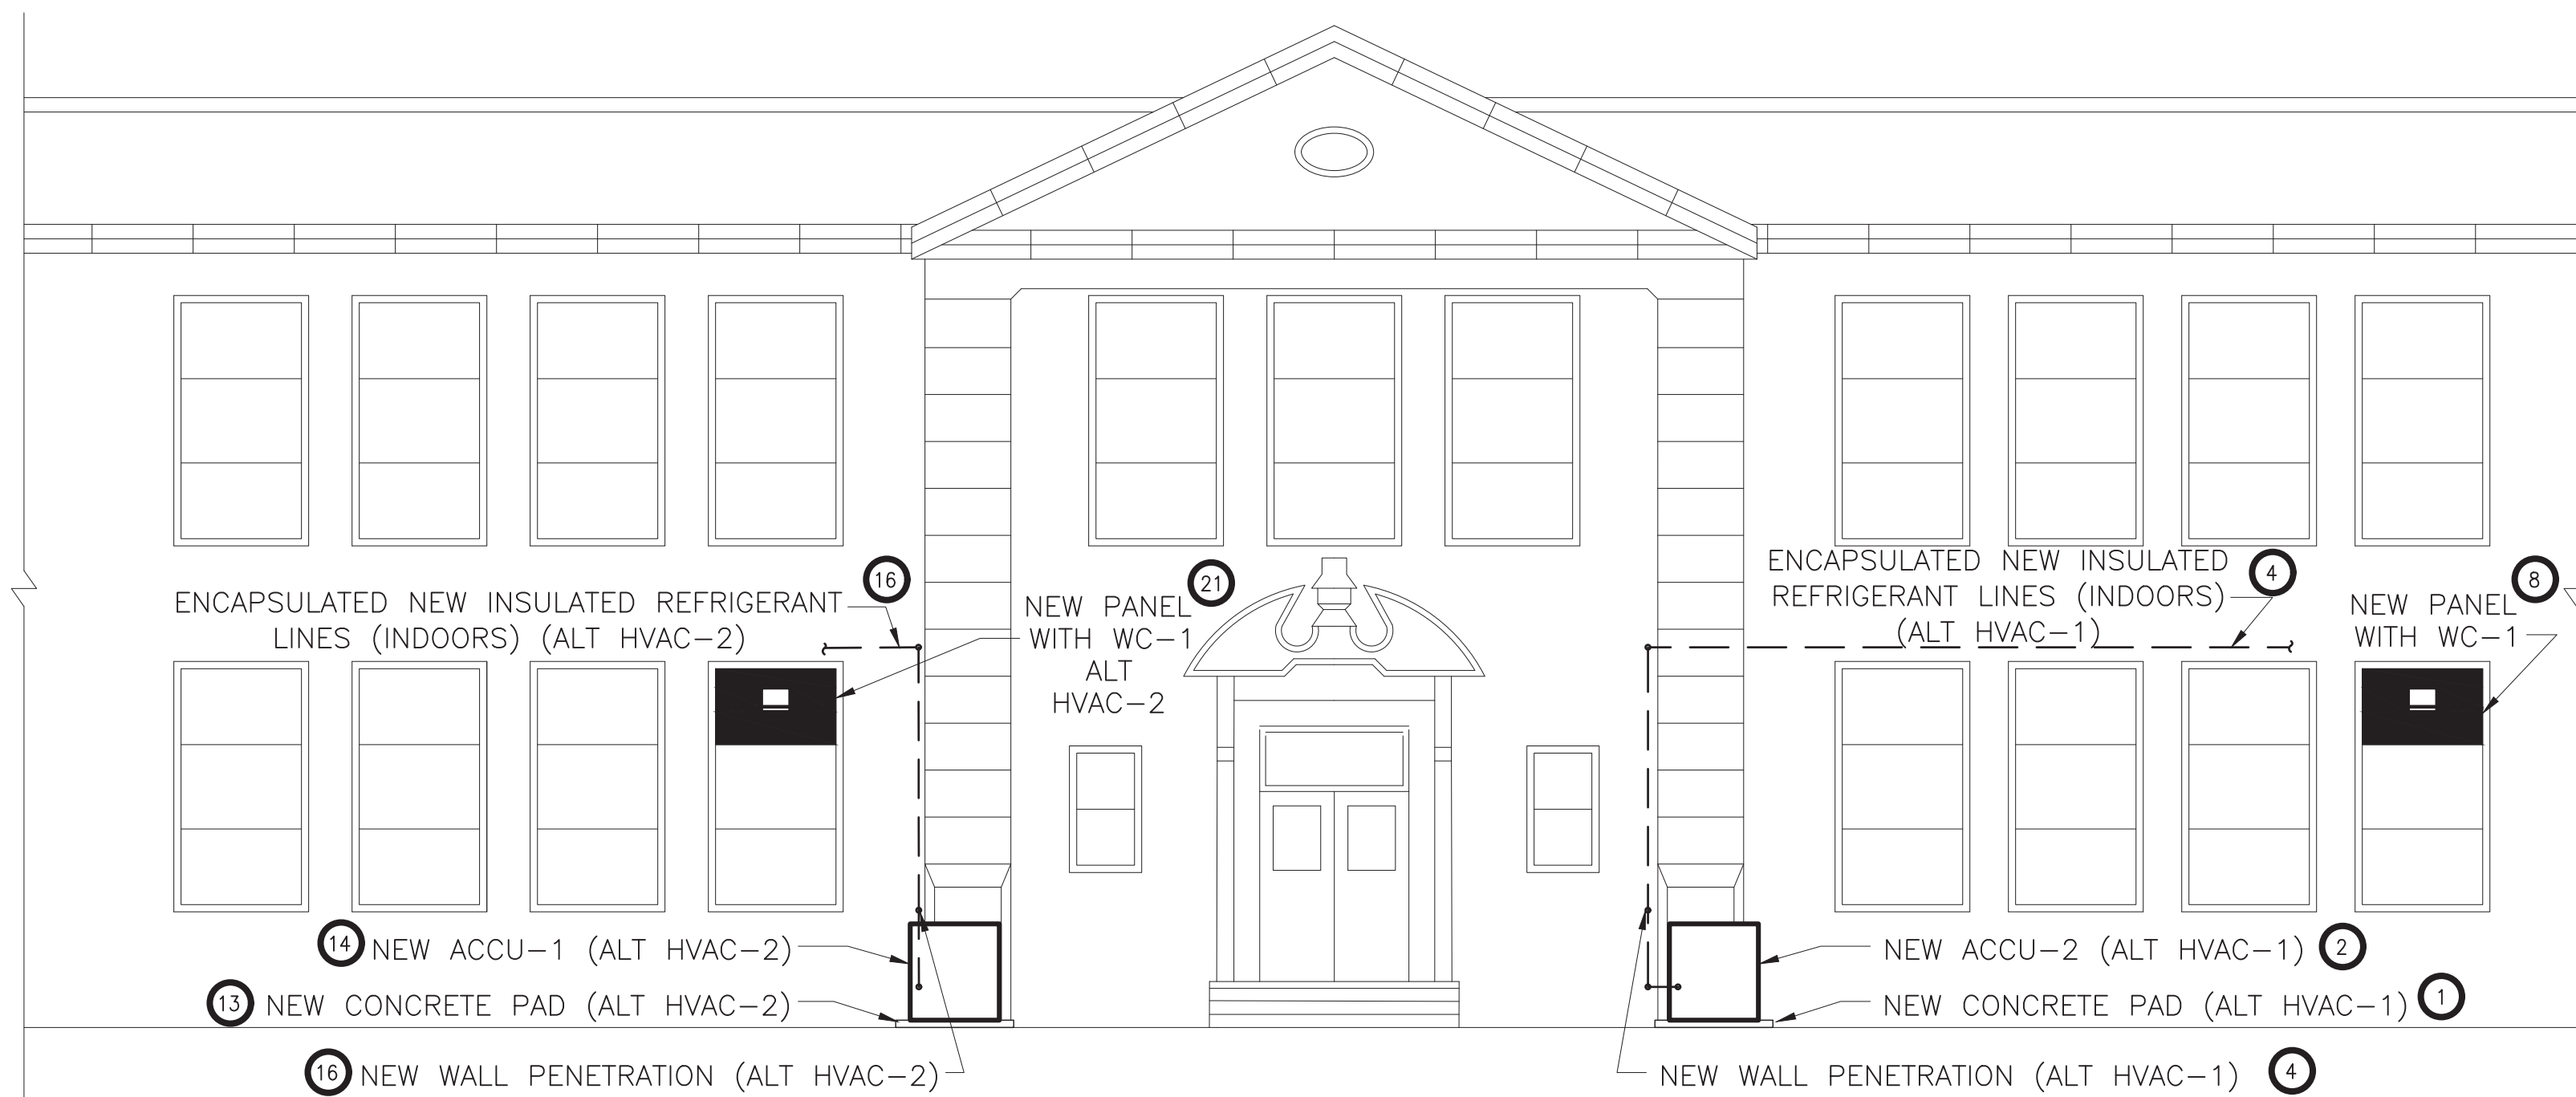 16
ENCAPSULATED NEW INSULATED REFRIGERANT
LINES (INDOORS) (ALT HVAC-2)
21
NEW PANEL
WITH WC-1
ALT
HVAC-2
ENCAPSULATED NEW INSULATED
REFRIGERANT LINES (INDOORS)
(ALT HVAC-1)
4
8
NEW PANEL
WITH WC-1
14 NEW ACCU-1 (ALT HVAC-2)
13 NEW CONCRETE PAD (ALT HVAC-2)
16 NEW WALL PENETRATION (ALT HVAC-2)
NEW ACCU-2 (ALT HVAC-1) 2
NEW CONCRETE PAD (ALT HVAC-1) 1
NEW WALL PENETRATION (ALT HVAC-1) 4